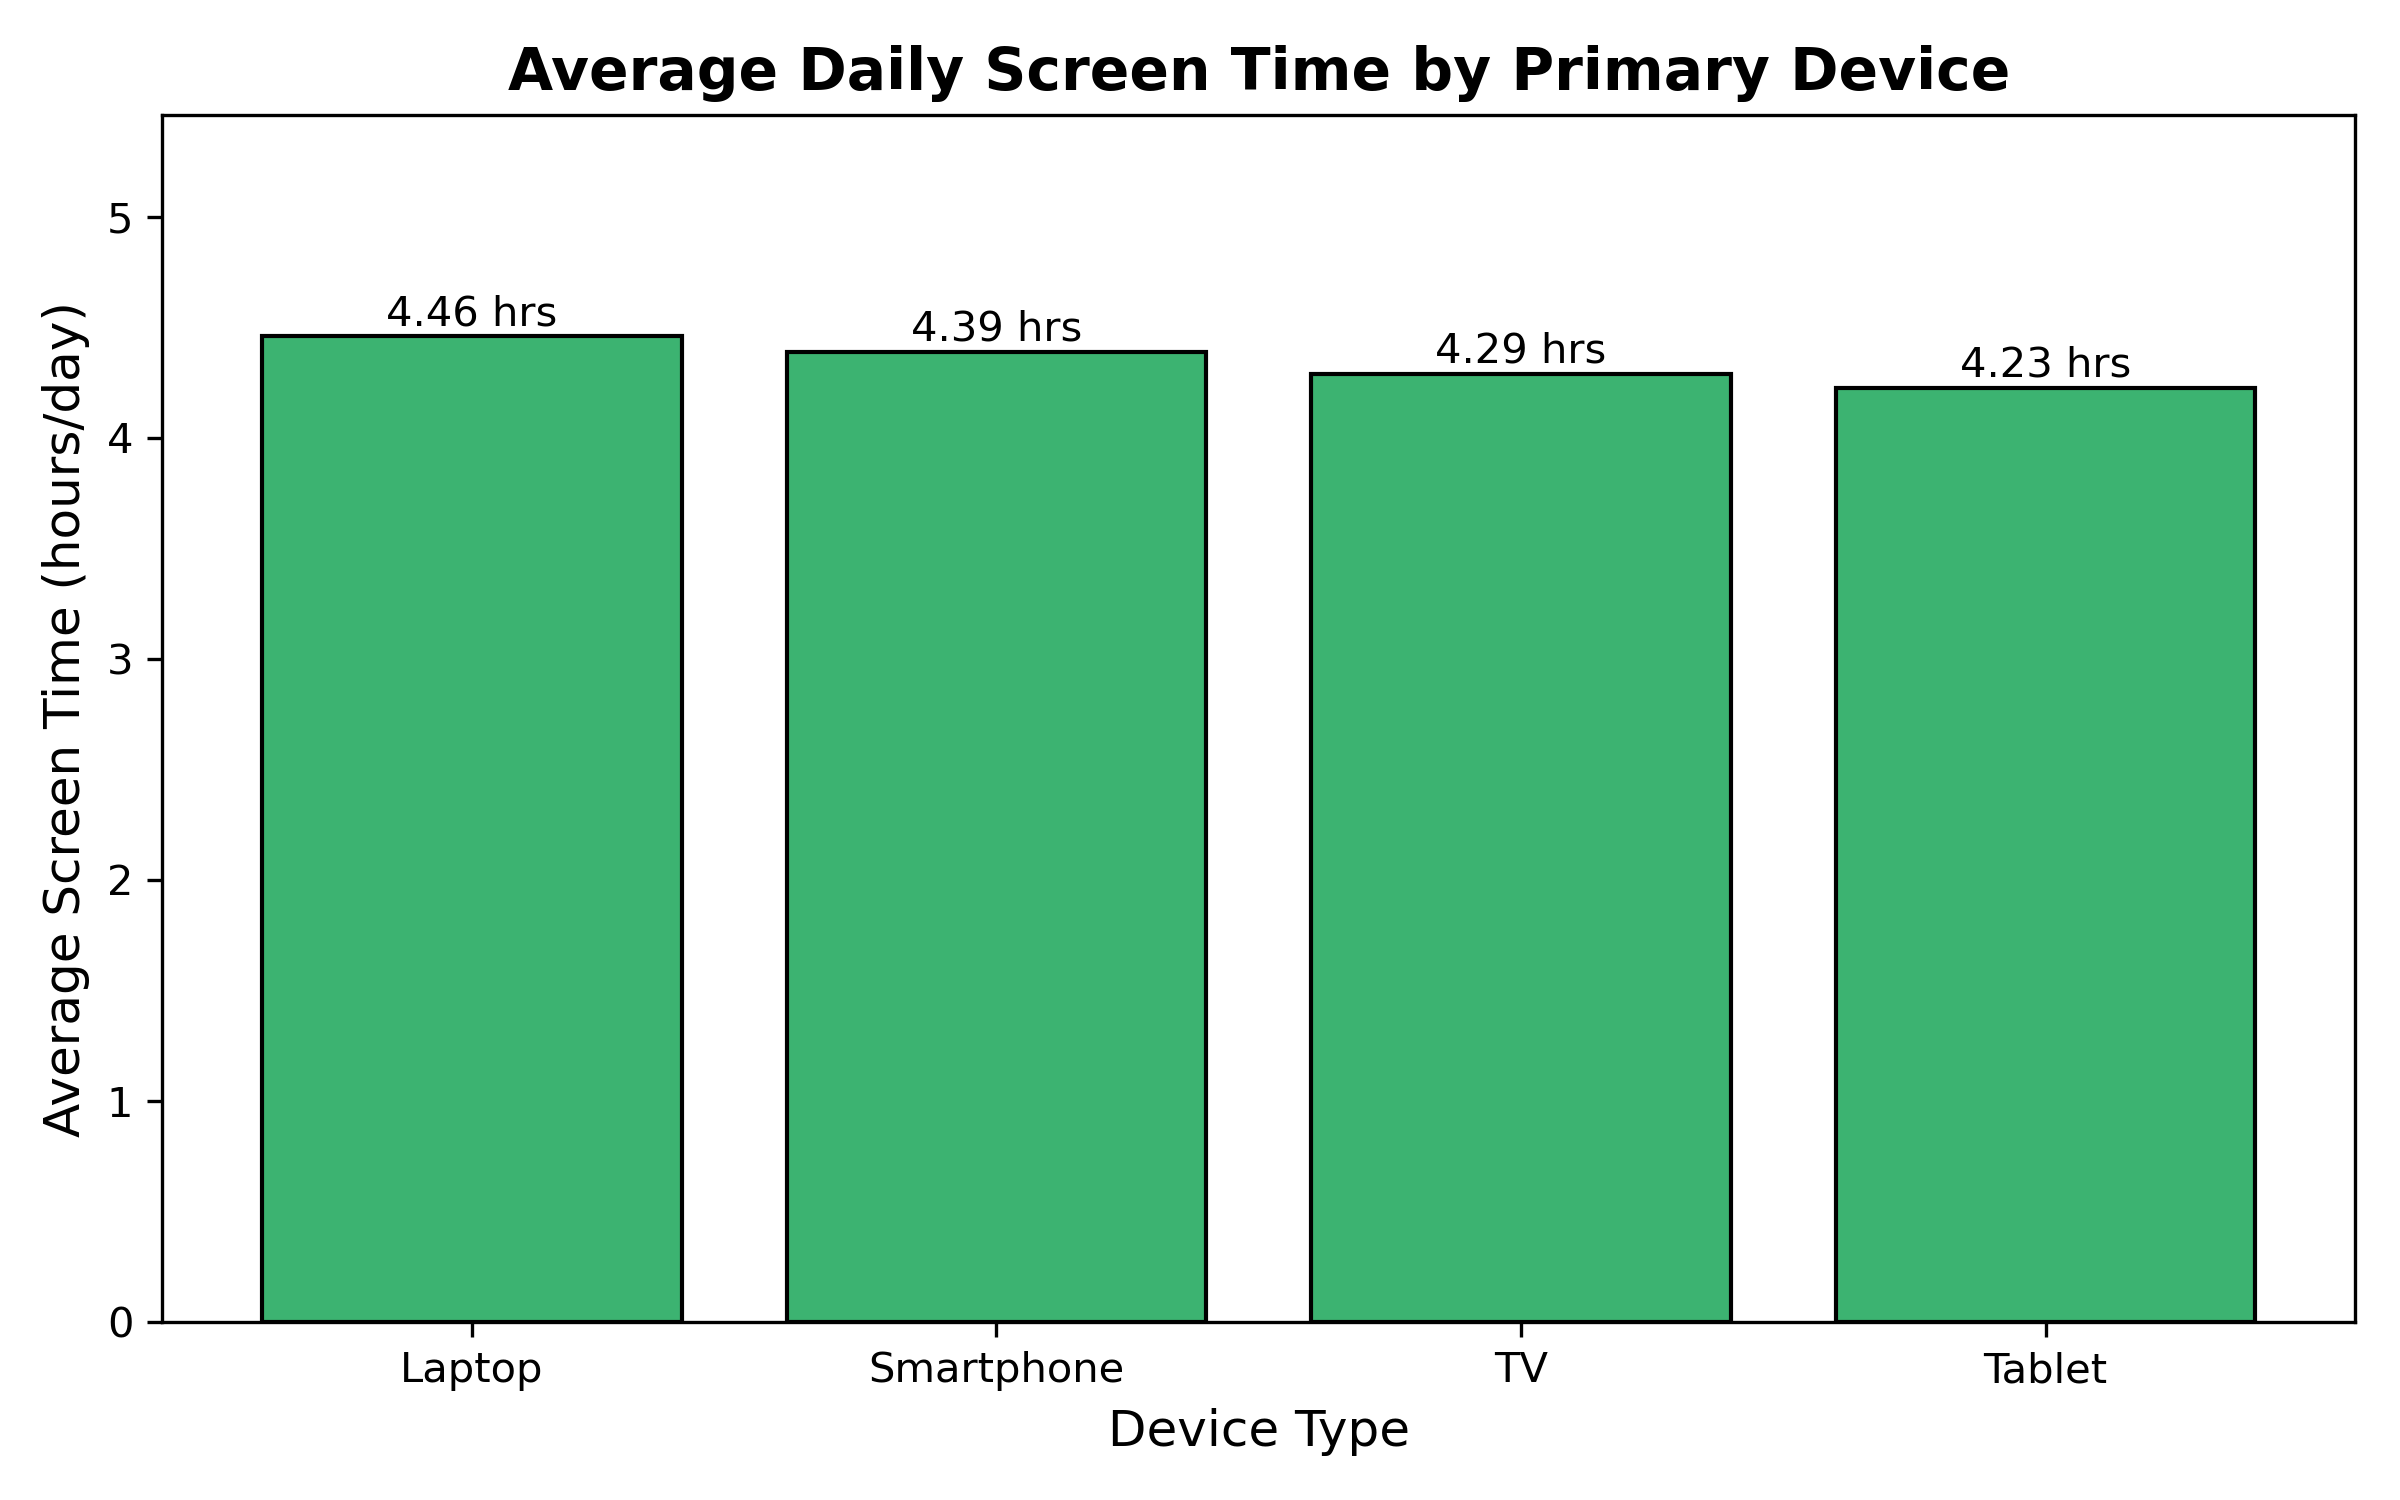 Average Daily Screen Time by Primary Device
Average Screen Time (hours/day)
5
4
3
2
1
0
4.46 hrs
4.39 hrs
4.29 hrs
4.23 hrs
Laptop
Smartphone
TV
Tablet
Device Type